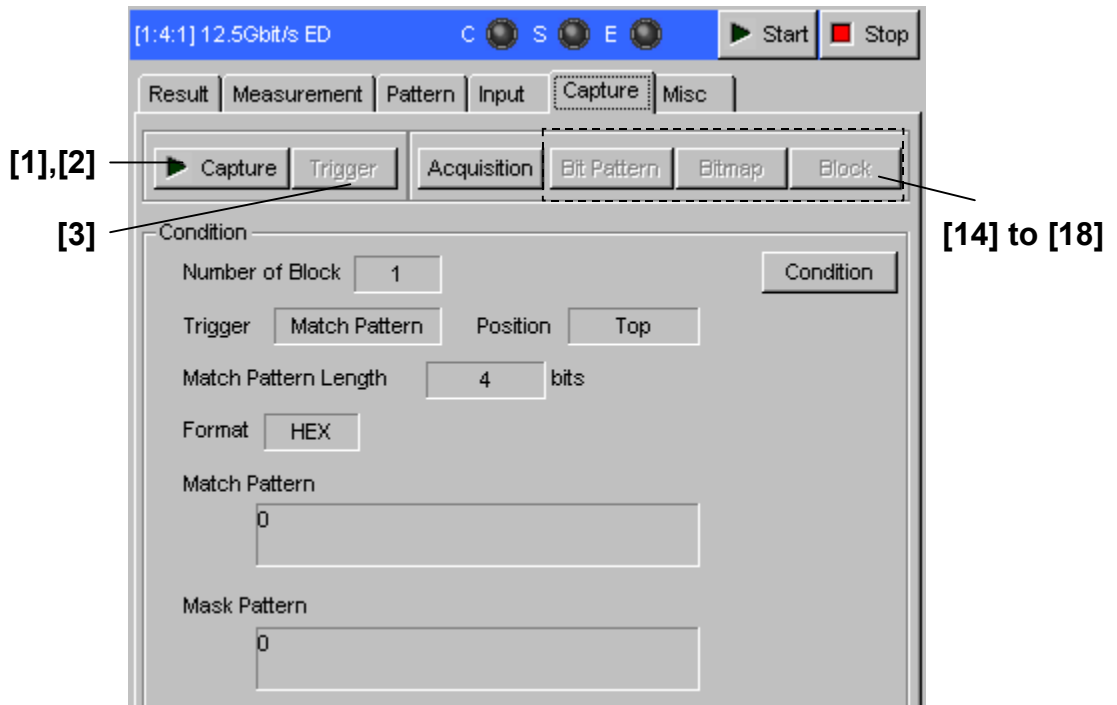 [1:4:1] 12.5Gbit/s ED C S E Start Stop
Result Measurement Pattern Input Capture Misc
[1],[2] Capture Trigger Acquisition Bit Pattern Bitmap Block
[3] [14] to [18]
Condition
Number of Block 1 Condition
Trigger Match Pattern Position Top
Match Pattern Length 4 bits
Format HEX
Match Pattern
0
Mask Pattern
0